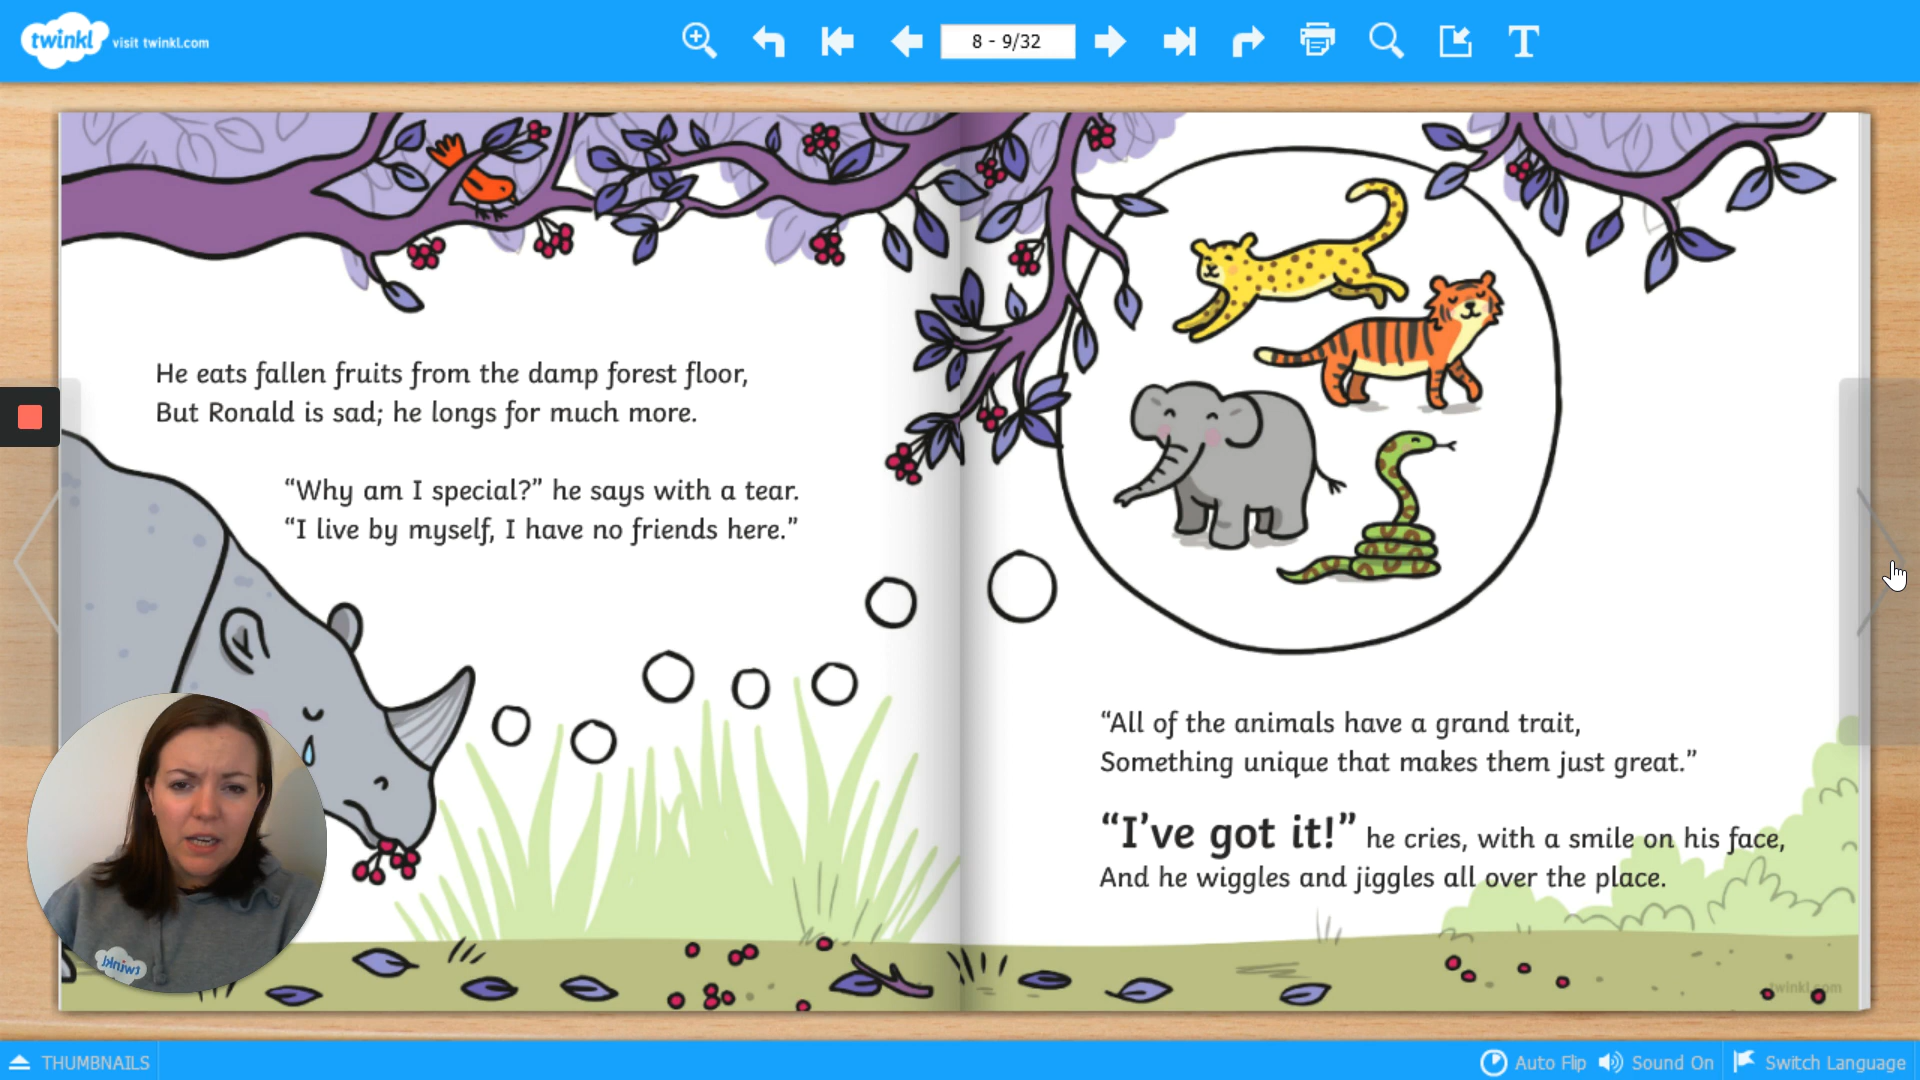 twinkl visit twinkl.com
8 - 9/32
T
He eats fallen fruits from the damp forest floor,
But Ronald is sad; he longs for much more.
“Why am I special?” he says with a tear.
“I live by myself, I have no friends here.”
“All of the animals have a grand trait,
Something unique that makes them just great.”
“I’ve got it!” he cries, with a smile on his face,
And he wiggles and jiggles all over the place.
twinkl
twinkl.com
THUMBNAILS
Auto Flip
Sound On
Switch Language